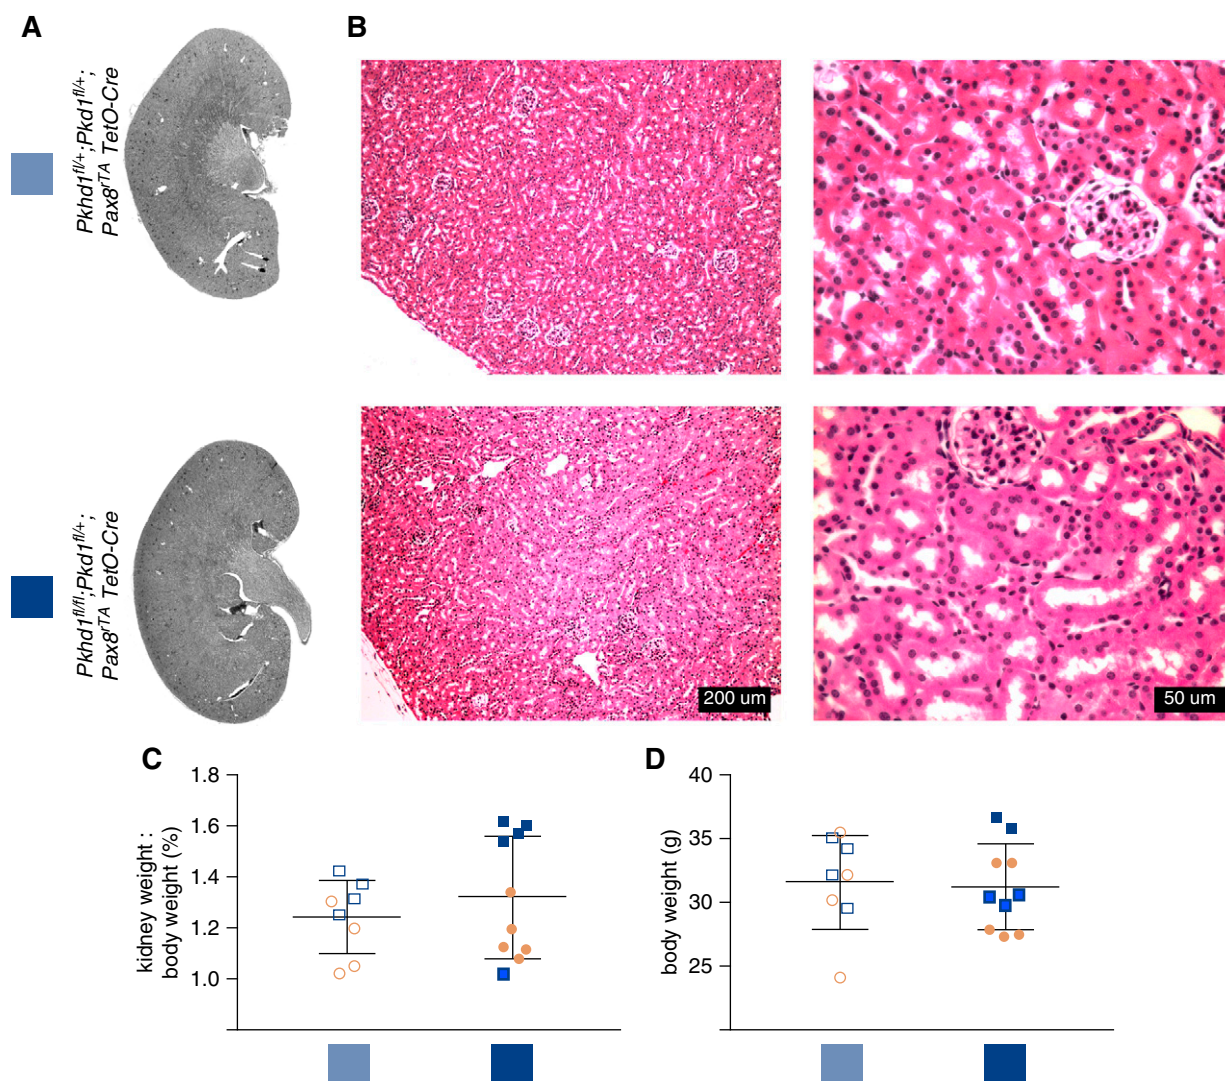 A
B
Pkhd1fl/+;Pkd1fl/+;
Pax8rTA TetO-Cre
Pkhd1fl/fl;Pkd1fl/+;
Pax8rTA TetO-Cre
200 um
50 um
C
kidney weight :
body weight (%)
1.8
1.6
1.4
1.2
1.0
D
body weight (g)
40
35
30
25